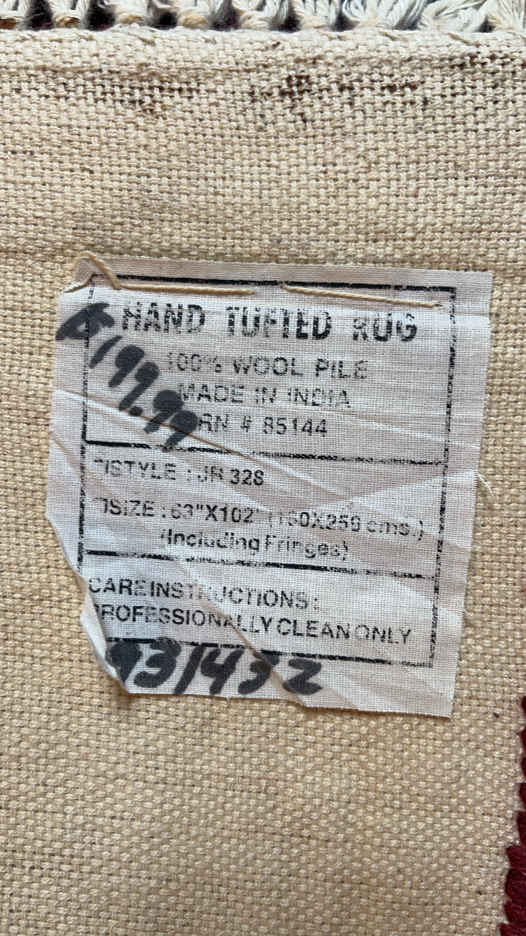 HAND TUFTED RUG
100% WOOL PILE
199.99
MADE IN INDIA
RN # 85144
STYLE : JR 328
SIZE : 63"X102" (160X259 cms.)
(Including Fringes)
CARE INSTRUCTIONS :
PROFESSIONALLY CLEAN ONLY
931432